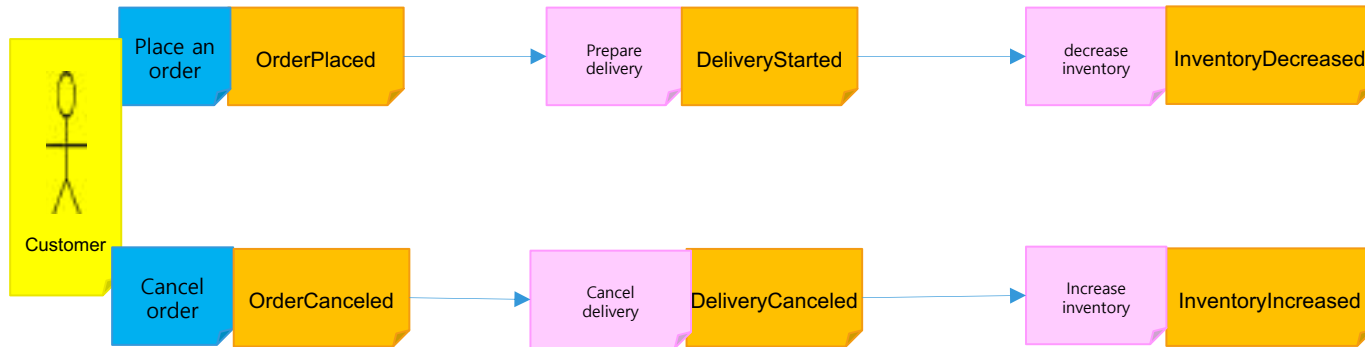 Place an
order
OrderPlaced
Prepare
delivery
DeliveryStarted
decrease
inventory
InventoryDecreased
Customer
Cancel
order
OrderCanceled
Cancel
delivery
DeliveryCanceled
Increase
inventory
InventoryIncreased